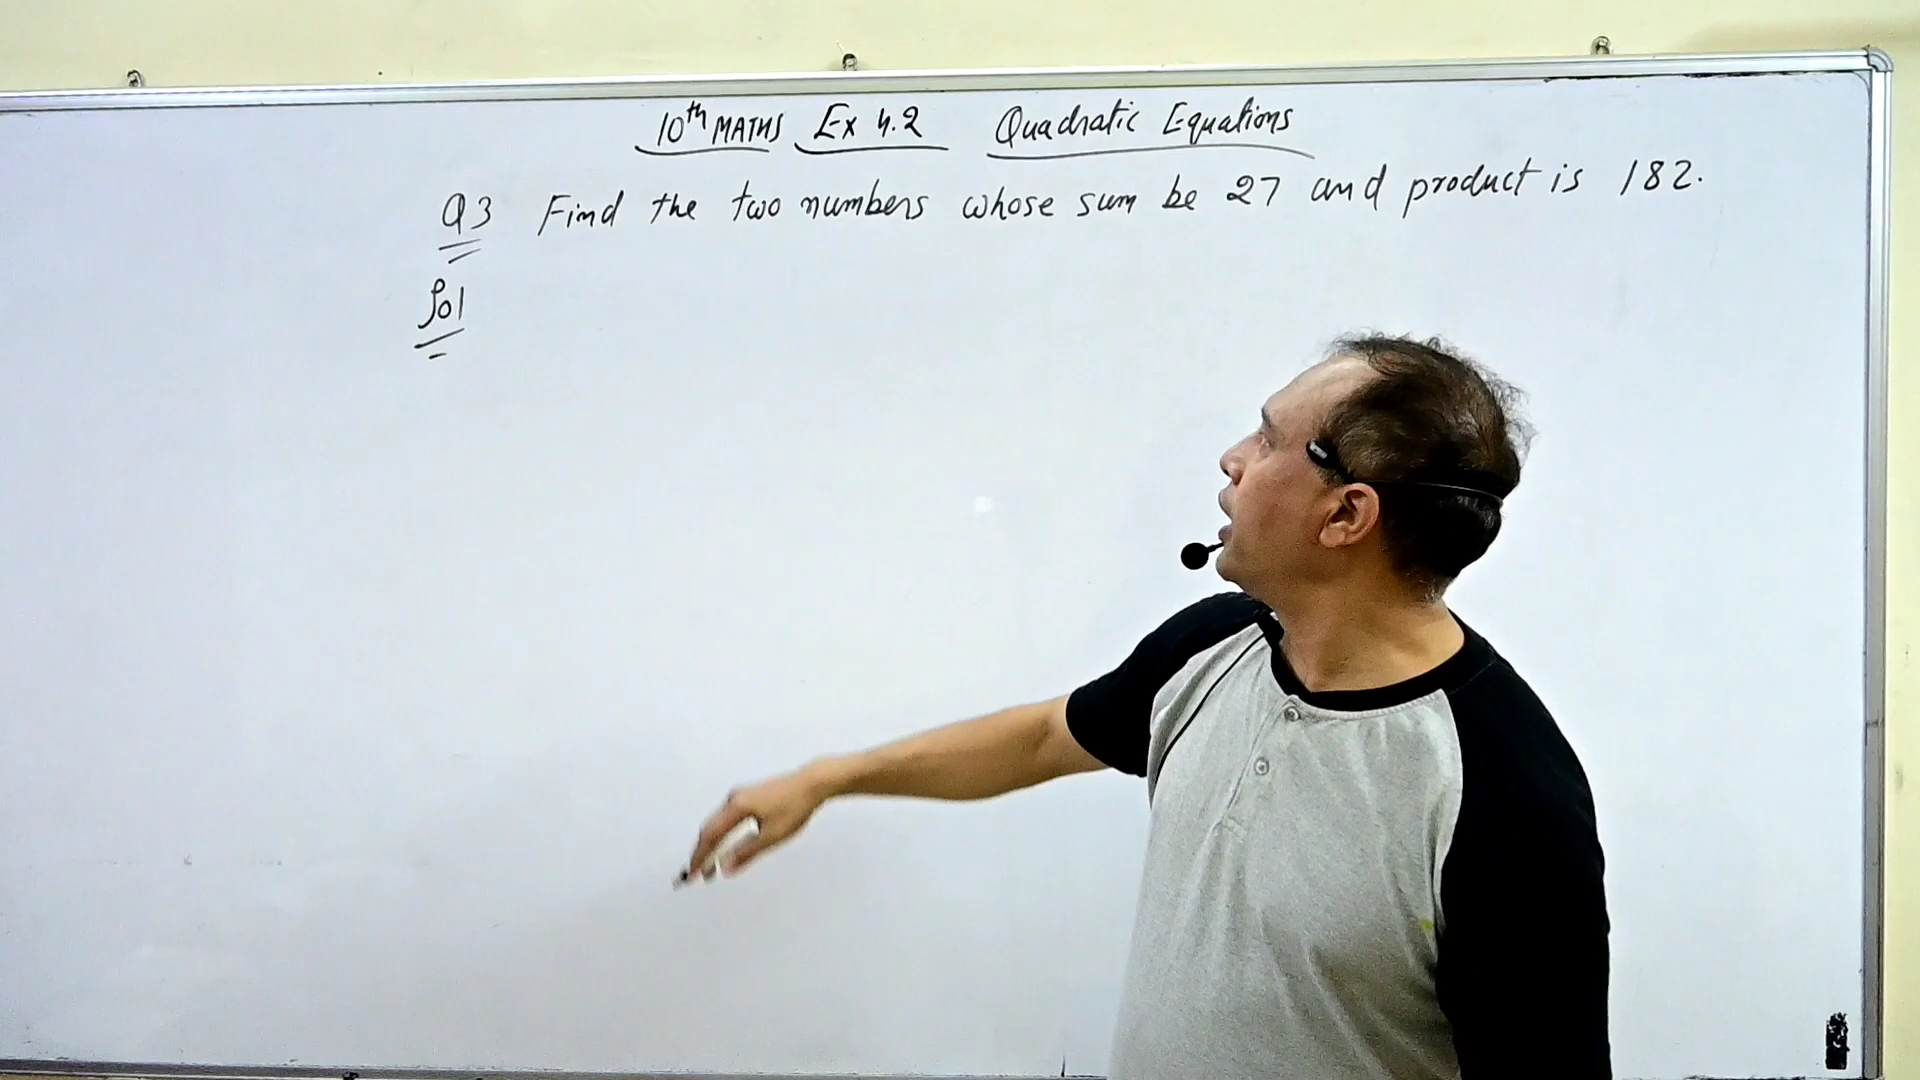 10th MATHS Ex 4.2 Quadratic Equations
Q3 Find the two numbers whose sum be 27 and product is 182.
Sol